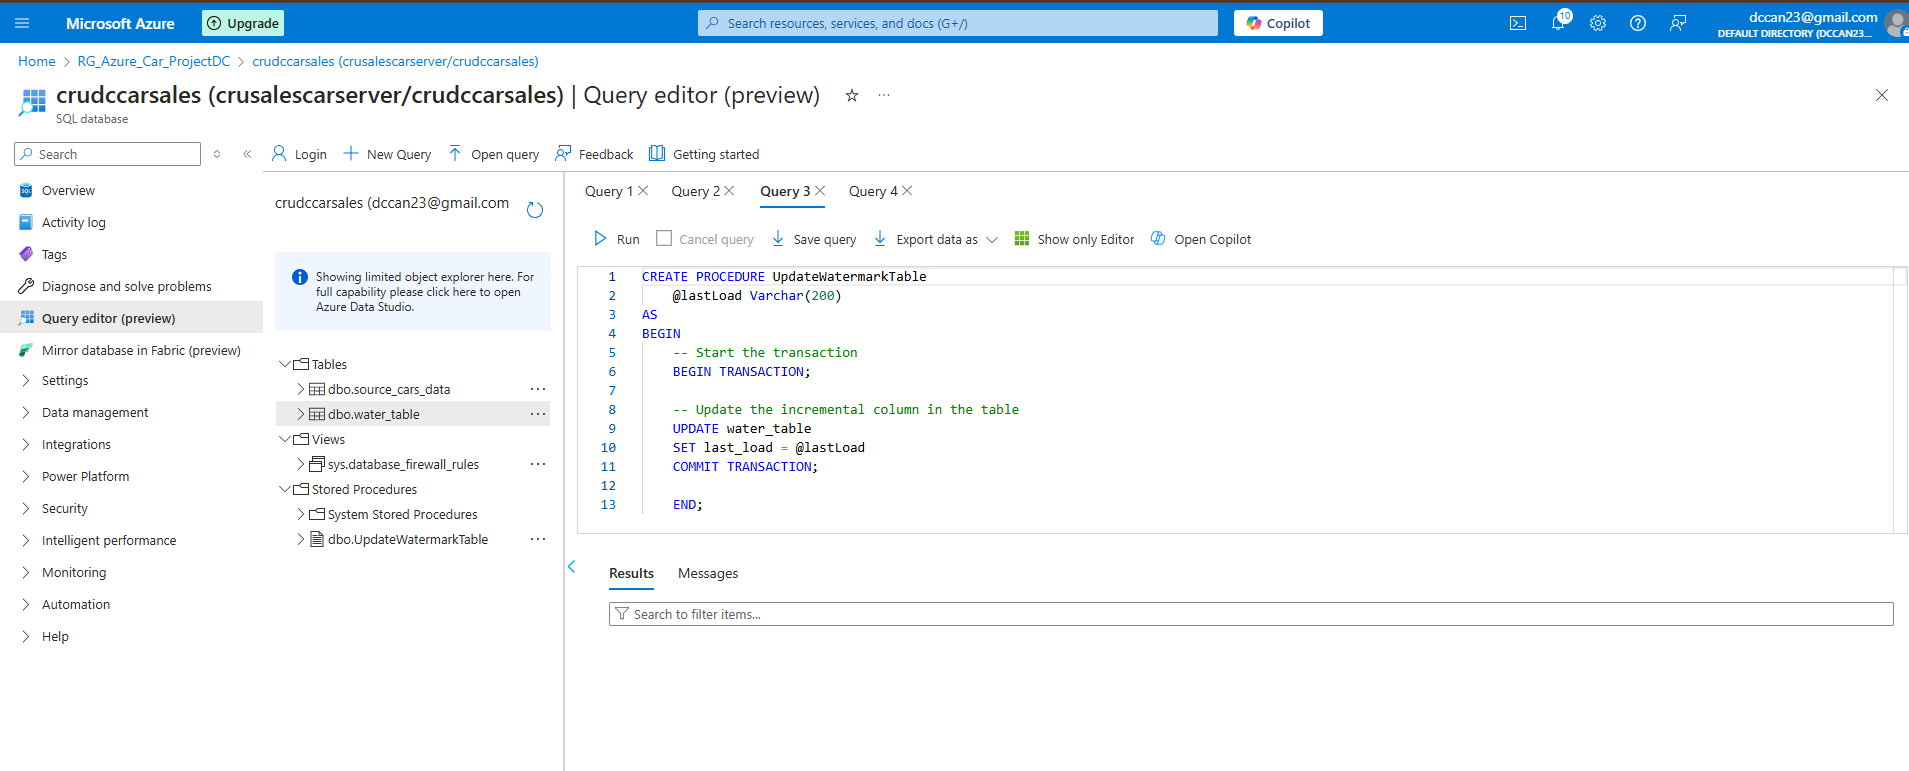 Microsoft Azure
Upgrade
Search resources, services, and docs (G+/)
Copilot
10
dccan23@gmail.com
DEFAULT DIRECTORY (DCCAN23...
Home > RG_Azure_Car_ProjectDC > crudccarsales (crusalescarserver/crudccarsales)
crudccarsales (crusalescarserver/crudccarsales) | Query editor (preview)
SQL database
Search
Login
New Query
Open query
Feedback
Getting started
Overview
Activity log
Tags
Diagnose and solve problems
Query editor (preview)
Mirror database in Fabric (preview)
Settings
Data management
Integrations
Power Platform
Security
Intelligent performance
Monitoring
Automation
Help
crudccarsales (dccan23@gmail.com
Showing limited object explorer here. For
full capability please click here to open
Azure Data Studio.
Tables
dbo.source_cars_data
dbo.water_table
Views
sys.database_firewall_rules
Stored Procedures
System Stored Procedures
dbo.UpdateWatermarkTable
Query 1
Query 2
Query 3
Query 4
Run
Cancel query
Save query
Export data as
Show only Editor
Open Copilot
1 CREATE PROCEDURE UpdateWatermarkTable
2 @lastLoad Varchar(200)
3 AS
4 BEGIN
5 -- Start the transaction
6 BEGIN TRANSACTION;
7
8 -- Update the incremental column in the table
9 UPDATE water_table
10 SET last_load = @lastLoad
11 COMMIT TRANSACTION;
12
13 END;
Results
Messages
Search to filter items...